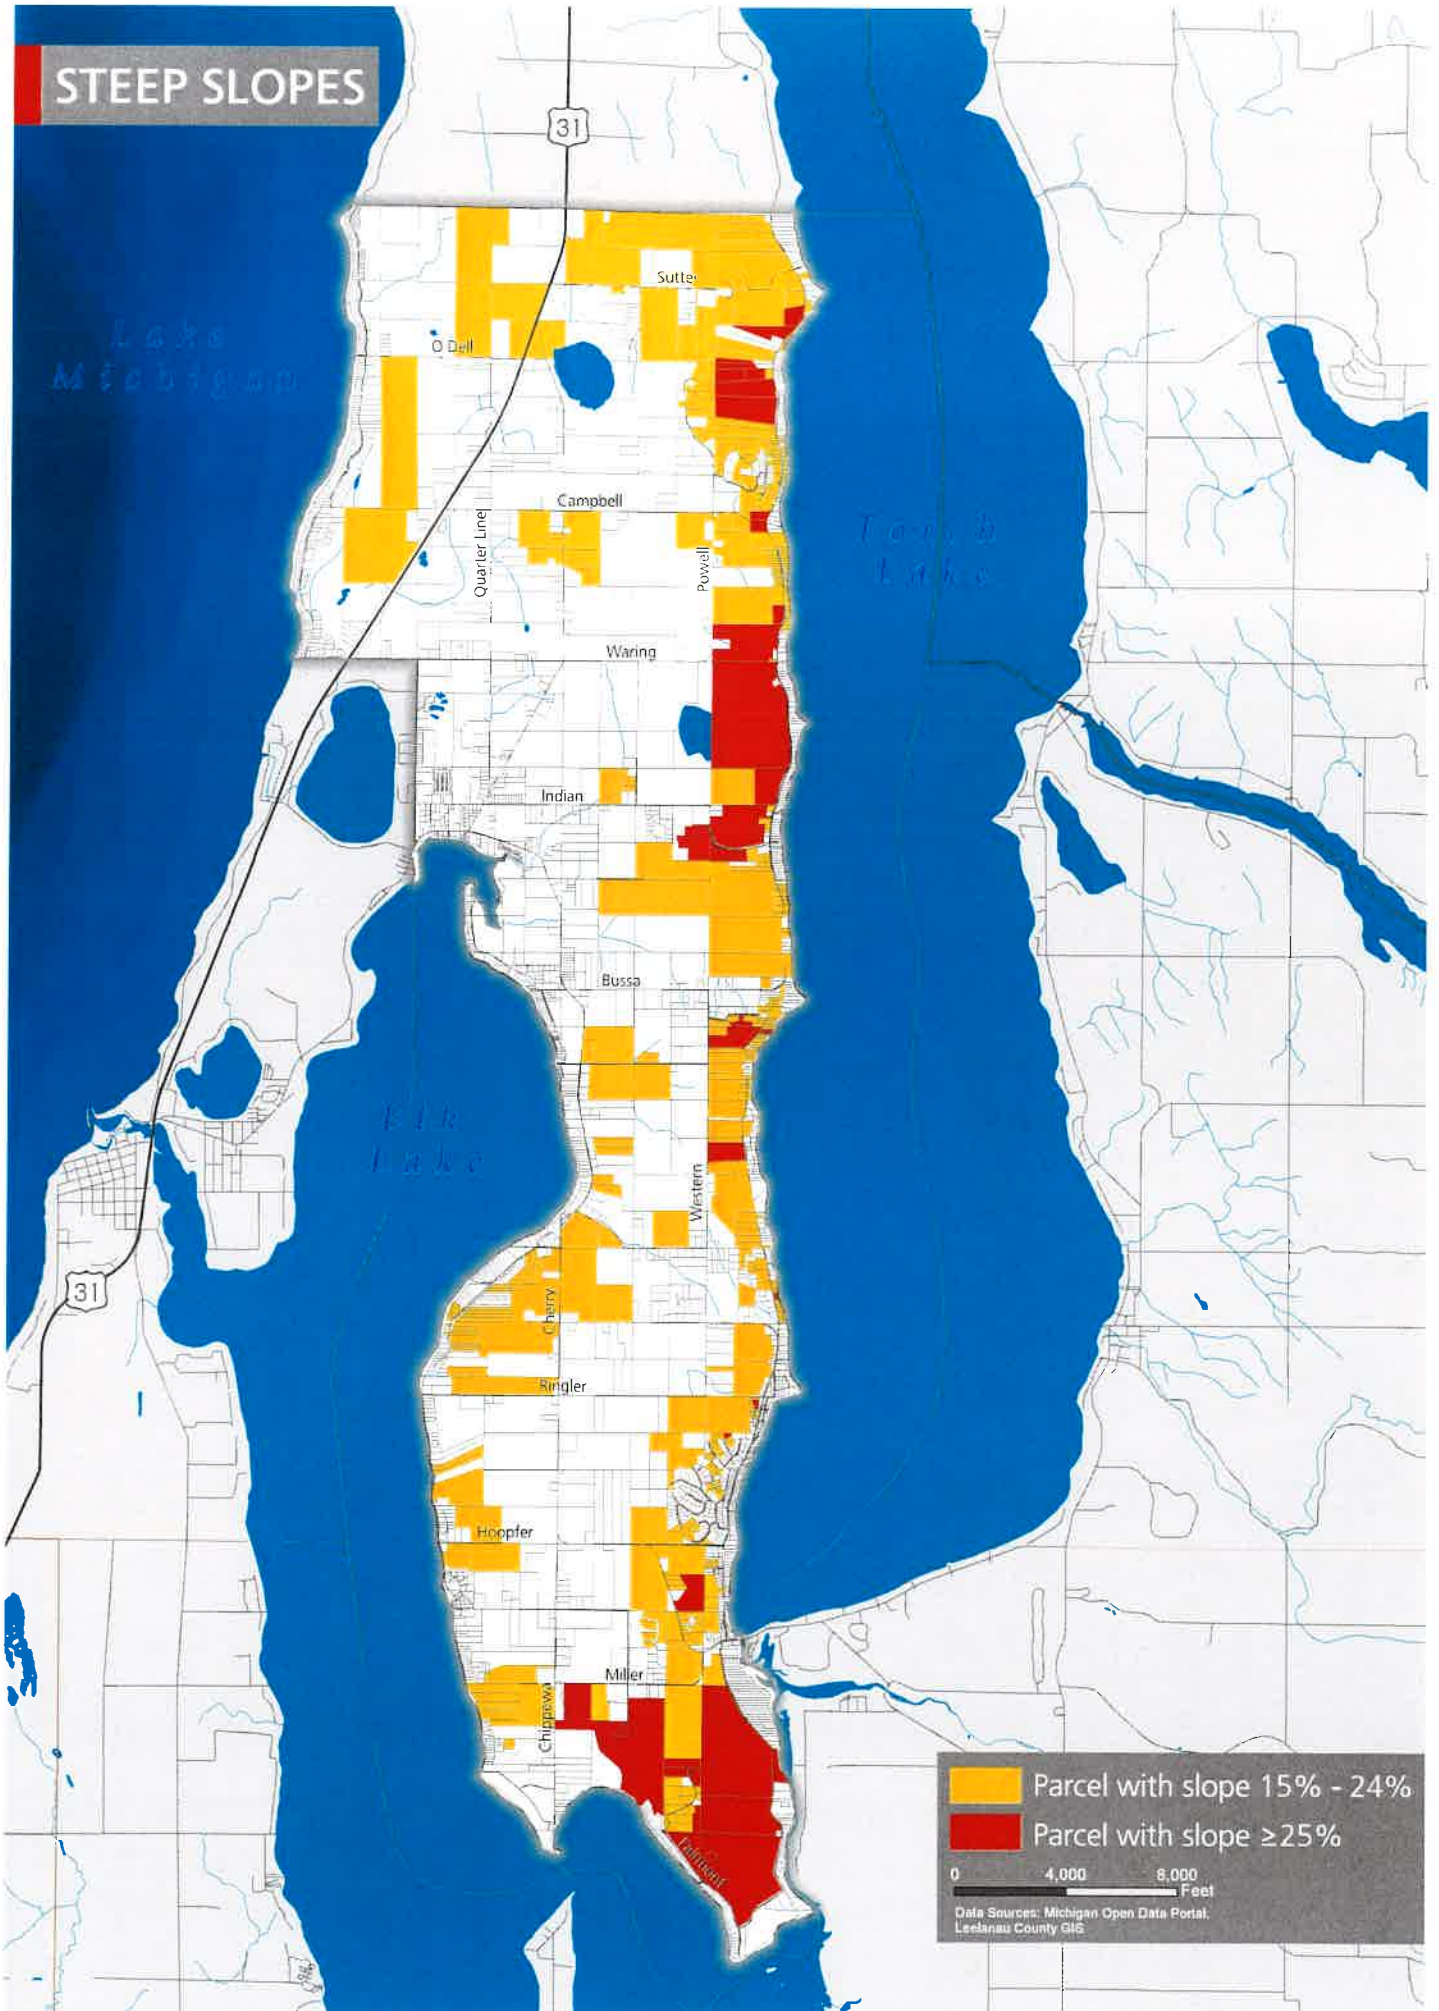 STEEP SLOPES
31
Sutter
Lake
Michigan
O Dell
Campbell
Quarter Line
Powell
Torch
Lake
Waring
Indian
Bussa
Elk
Lake
Western
31
Cherry
Ringler
Hoopfer
Miller
Chippewa
Fairmont
Parcel with slope 15% - 24%
Parcel with slope ≥25%
0 4,000 8,000
Feet
Data Sources: Michigan Open Data Portal,
Leelanau County GIS